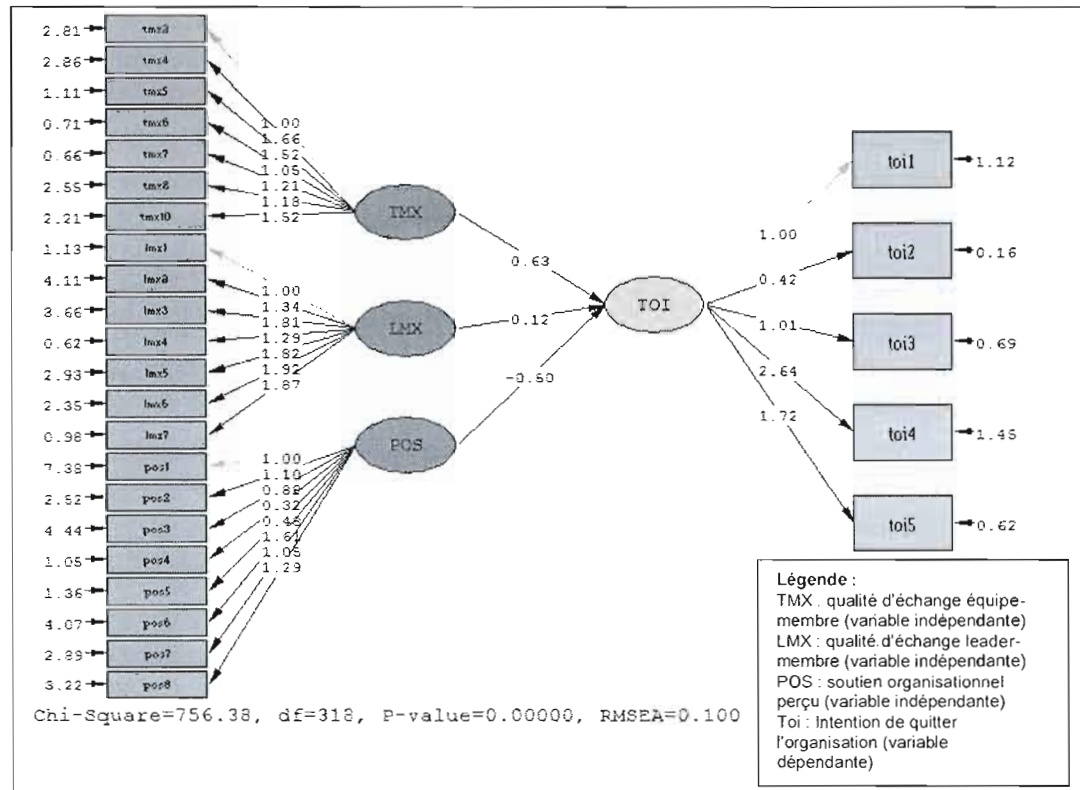 2.81 tmx3
2.86 tmx4
1.11 tmx5
0.71 tmx6
0.66 tmx7
2.55 tmx8
2.21 tmx10
1.13 lmx1
4.11
3.66 lmx3
0.62 lmx4
2.93 lmx5
2.35 lmx6
0.98 lmx7
7.38 pos1
2.52 pos2
4.44 pos3
1.05 pos4
1.36 pos5
4.07 pos6
2.89 pos7
3.22 pos8
1.00
1.66
1.52
1.05
1.21
1.18
1.52
TMX
1.00
1.34
1.81
1.29
1.82
1.92
1.87
LMX
1.00
1.10
0.82
0.32
0.48
1.61
1.05
1.29
POS
0.63
0.12
-0.60
TOI
1.00
0.42
1.01
2.64
1.72
toi1 1.12
toi2 0.16
toi3 0.69
toi4 1.45
toi5 0.62
Chi-Square=756.38, df=318, P-value=0.00000, RMSEA=0.100
Légende :
TMX : qualité d'échange équipe-
membre (variable indépendante)
LMX : qualité d'échange leader-
membre (variable indépendante)
POS : soutien organisationnel
perçu (variable indépendante)
Toi : Intention de quitter
l'organisation (variable
dépendante)